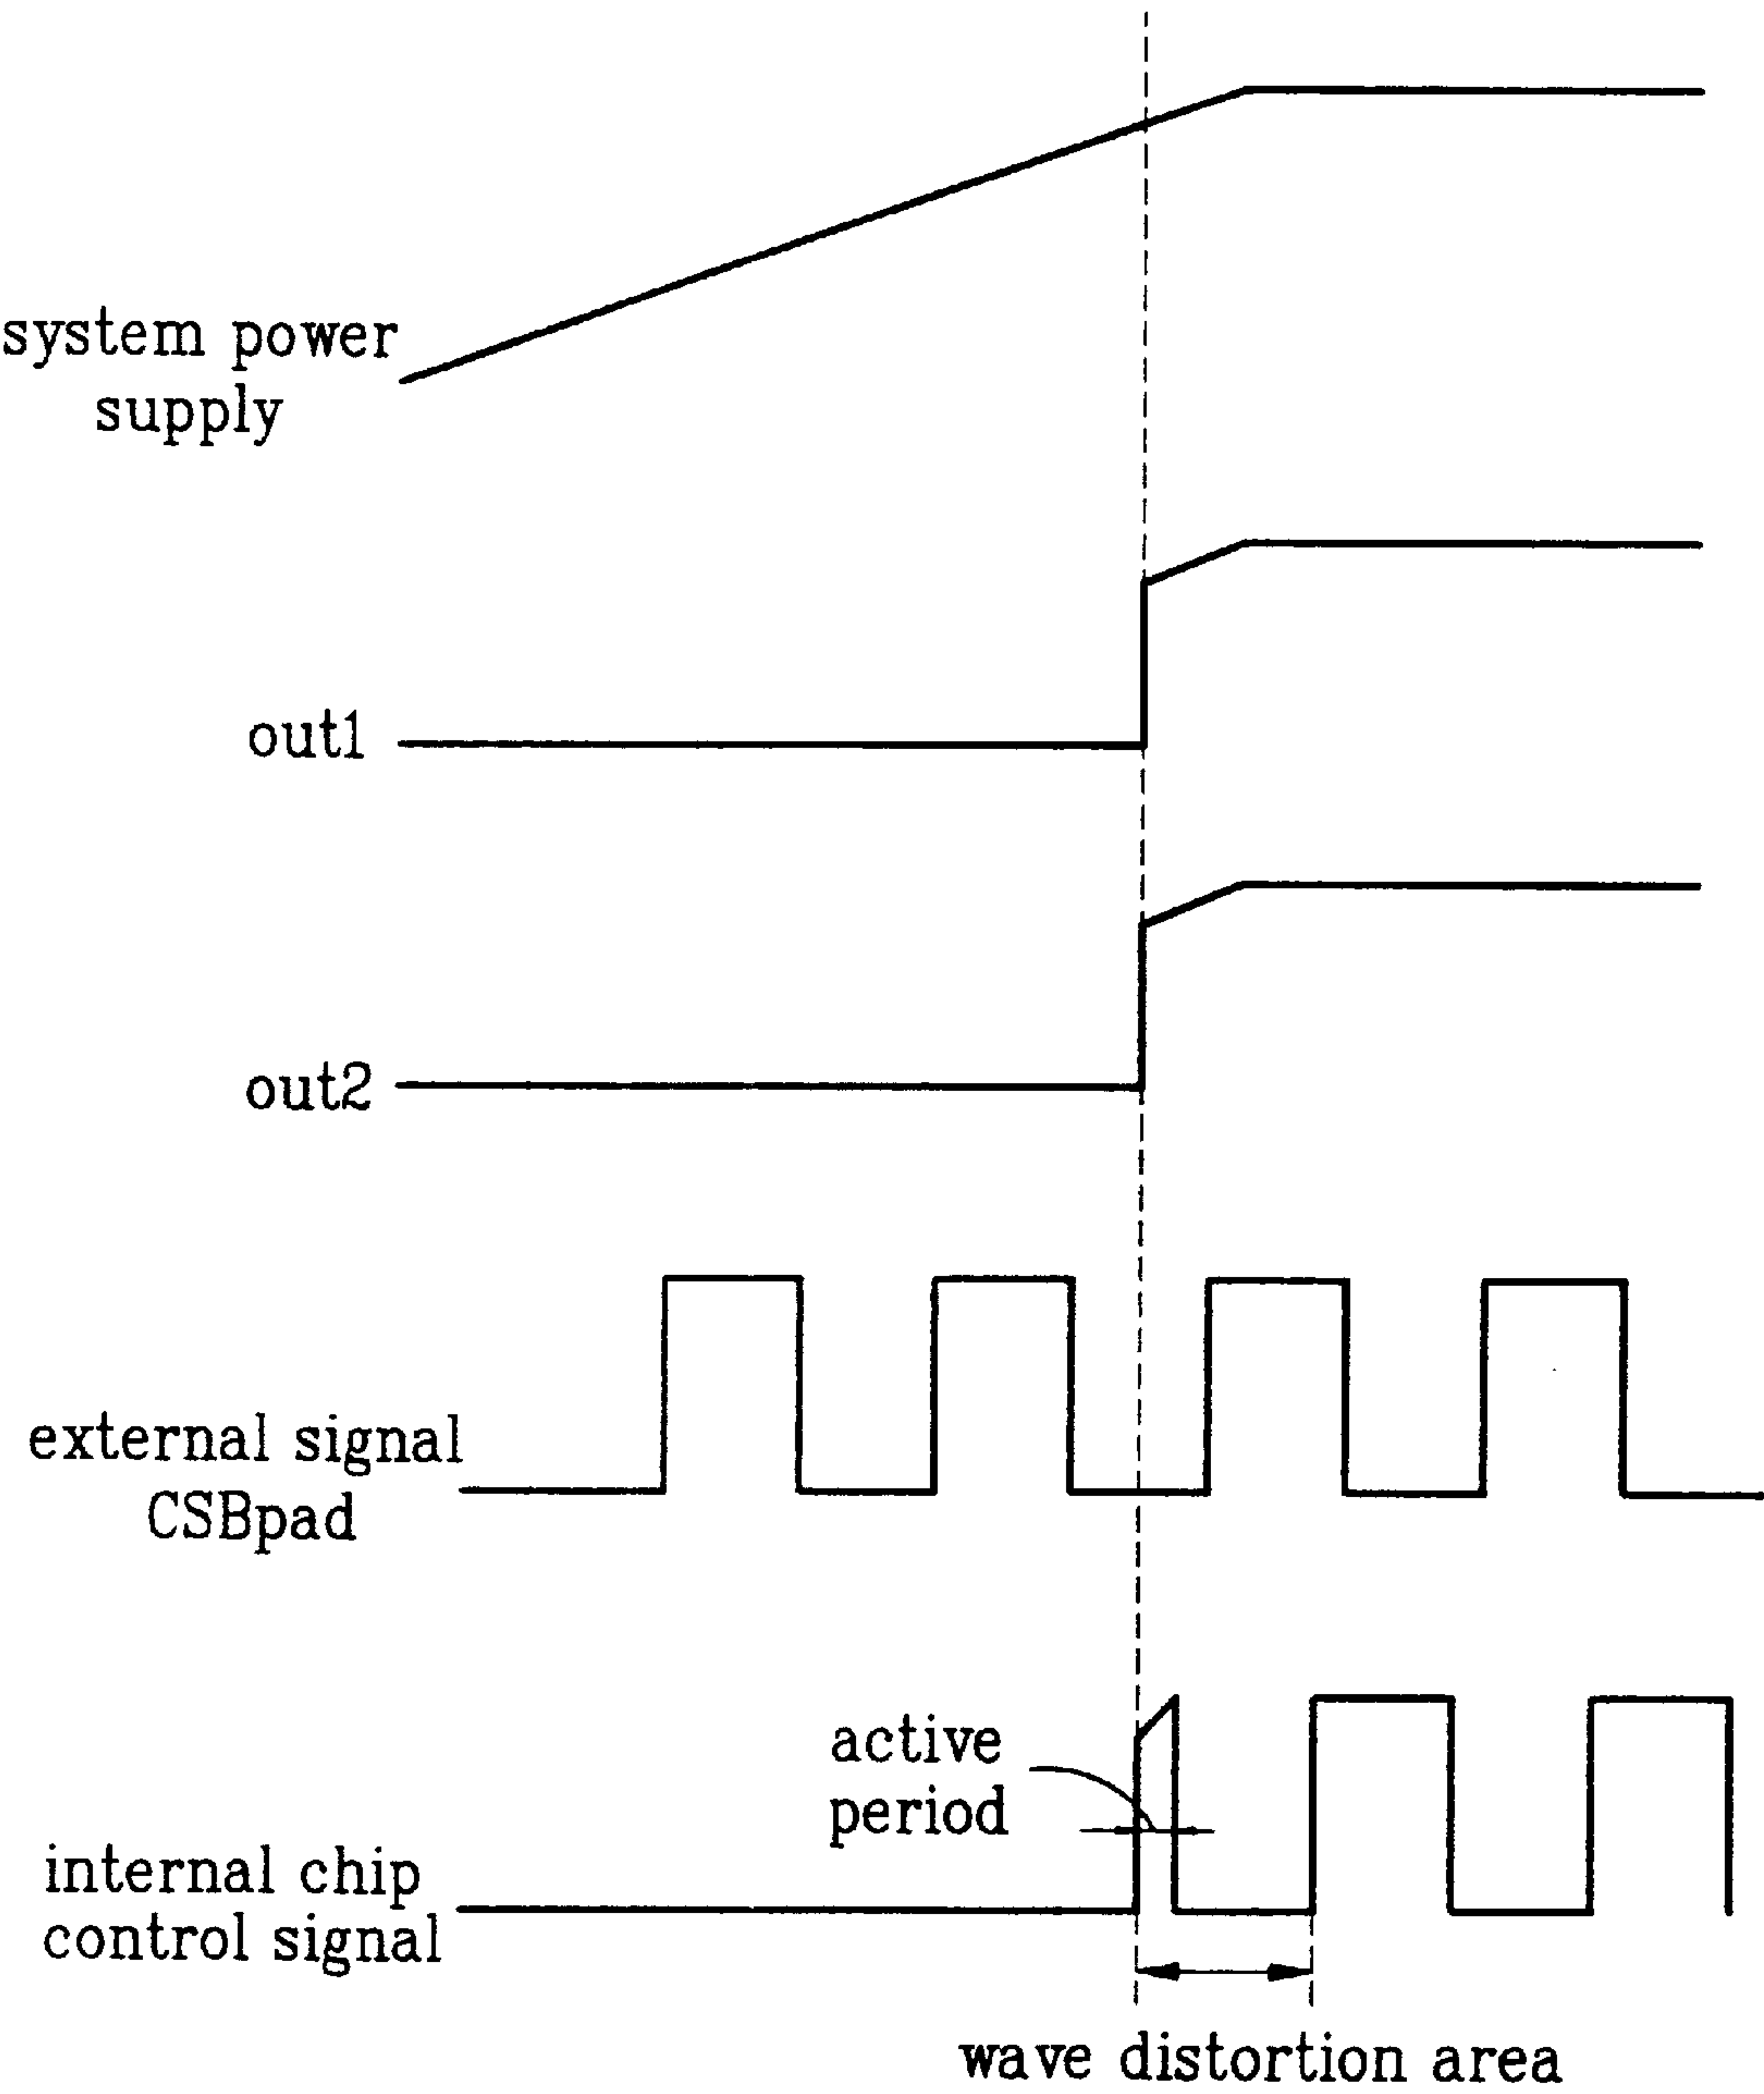 system power
supply
out1
out2
external signal
CSBpad
active
period
internal chip
control signal
wave distortion area